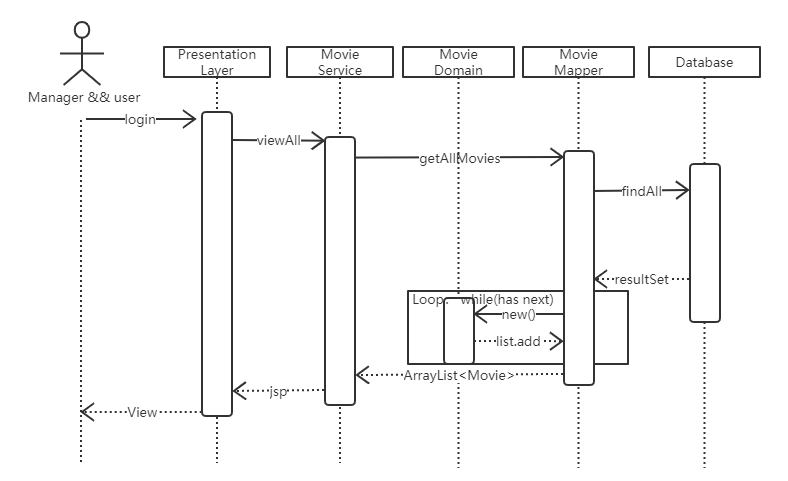 Presentation
Layer
Movie
Service
Movie
Domain
Movie
Mapper
Database
Manager && user
login
viewAll
getAllMovies
findAll
resultSet
Loop: while(has next)
new()
list.add
ArrayList<Movie>
jsp
View